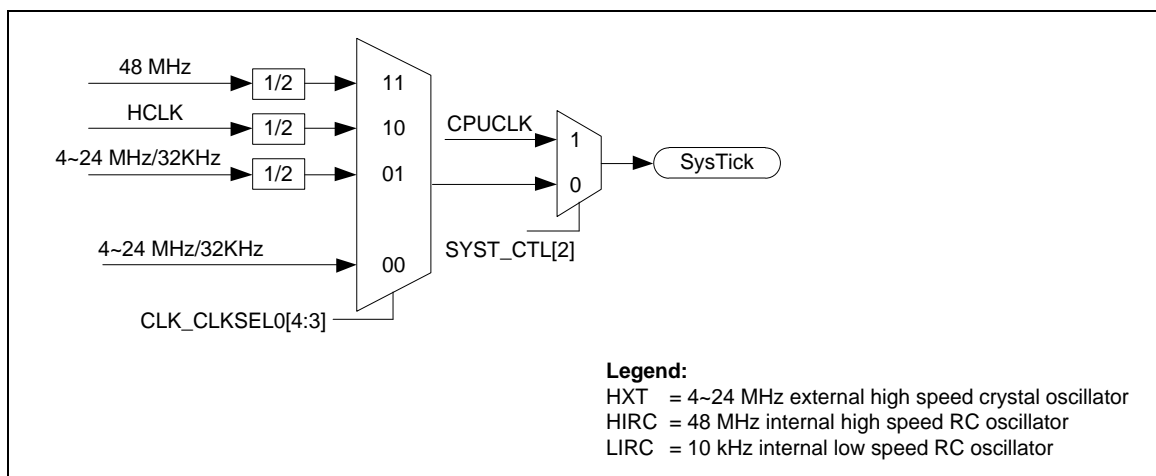 48 MHz
1/2
11
HCLK
1/2
10
CPUCLK
1
4~24 MHz/32KHz
1/2
01
SysTick
0
4~24 MHz/32KHz
00
SYST_CTL[2]
CLK_CLKSEL0[4:3]
Legend:
HXT = 4~24 MHz external high speed crystal oscillator
HIRC = 48 MHz internal high speed RC oscillator
LIRC = 10 kHz internal low speed RC oscillator